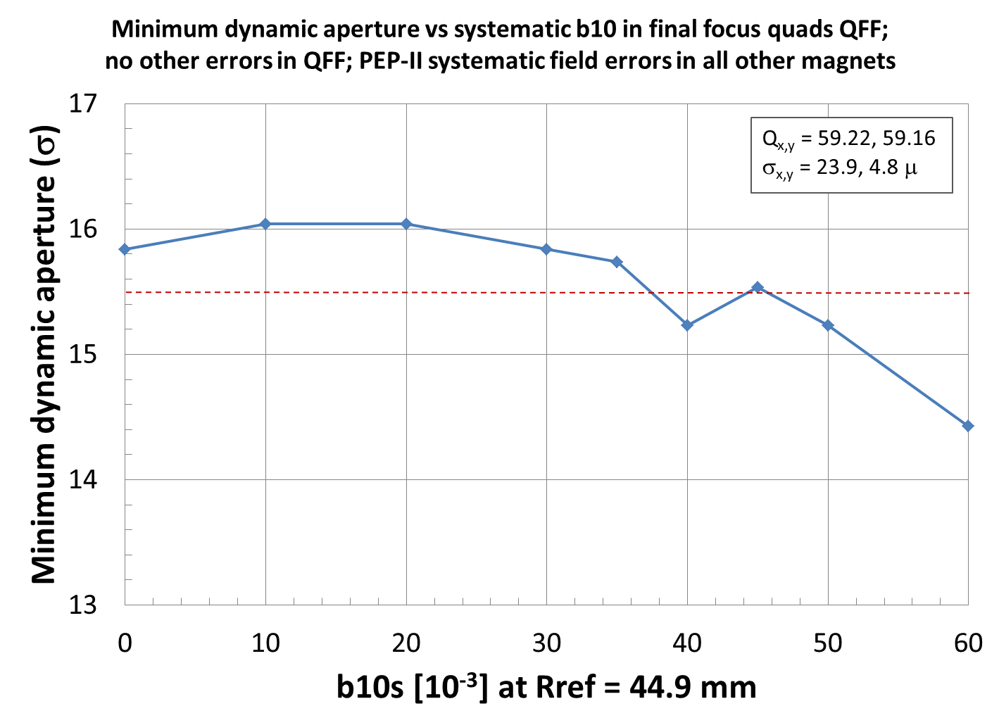 Minimum dynamic aperture vs systematic b10 in final focus quads QFF;
no other errors in QFF; PEP-II systematic field errors in all other magnets
Minimum dynamic aperture (σ)
17
16
15
14
13
Qx,y = 59.22, 59.16
σx,y = 23.9, 4.8 μ
0 10 20 30 40 50 60
b10s [10⁻³] at Rref = 44.9 mm